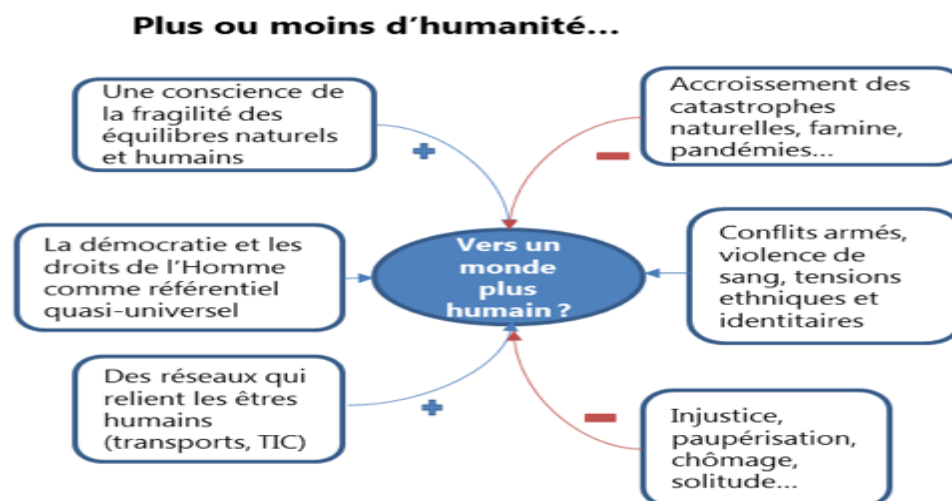 Plus ou moins d'humanité...
Une conscience de
la fragilité des
équilibres naturels
et humains
Accroissement des
catastrophes
naturelles, famine,
pandémies...
+
−
La démocratie et les
droits de l'Homme
comme référentiel
quasi-universel
Vers un
monde
plus
humain ?
Conflits armés,
violence de
sang, tensions
ethniques et
identitaires
Des réseaux qui
relient les êtres
humains
(transports, TIC)
+
−
Injustice,
paupérisation,
chômage,
solitude...